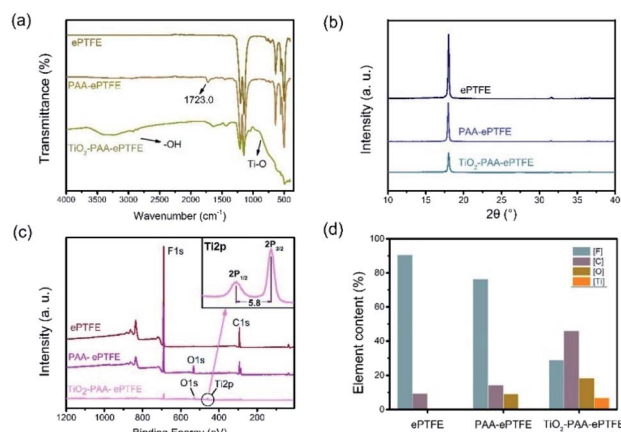 (a)
ePTFE
PAA-ePTFE
1723.0
TiO2-PAA-ePTFE
-OH
Ti-O
Transmittance (%)
4000 3500 3000 2500 2000 1500 1000 500
Wavenumber (cm-1)
(b)
ePTFE
PAA-ePTFE
TiO2-PAA-ePTFE
Intensity (a. u.)
10 15 20 25 30 35 40
2θ (°)
(c)
F1s
Ti2p
2P3/2
2P1/2
5.8
C1s
ePTFE
O1s
PAA- ePTFE
O1s Ti2p
TiO2-PAA- ePTFE
Intensity (a. u.)
1200 1000 800 600 400 200
Binding Energy (eV)
(d)
[F]
[C]
[O]
[Ti]
Element content (%)
100
80
60
40
20
0
ePTFE PAA-ePTFE TiO2-PAA-ePTFE